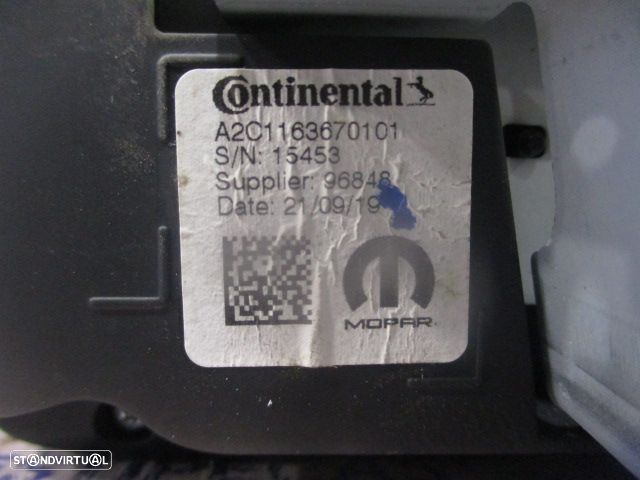 Continental
A2C1163670101
S/N: 15453
Supplier: 96848
Date: 21/09/19
MOPAR
STANDVIRTUAL